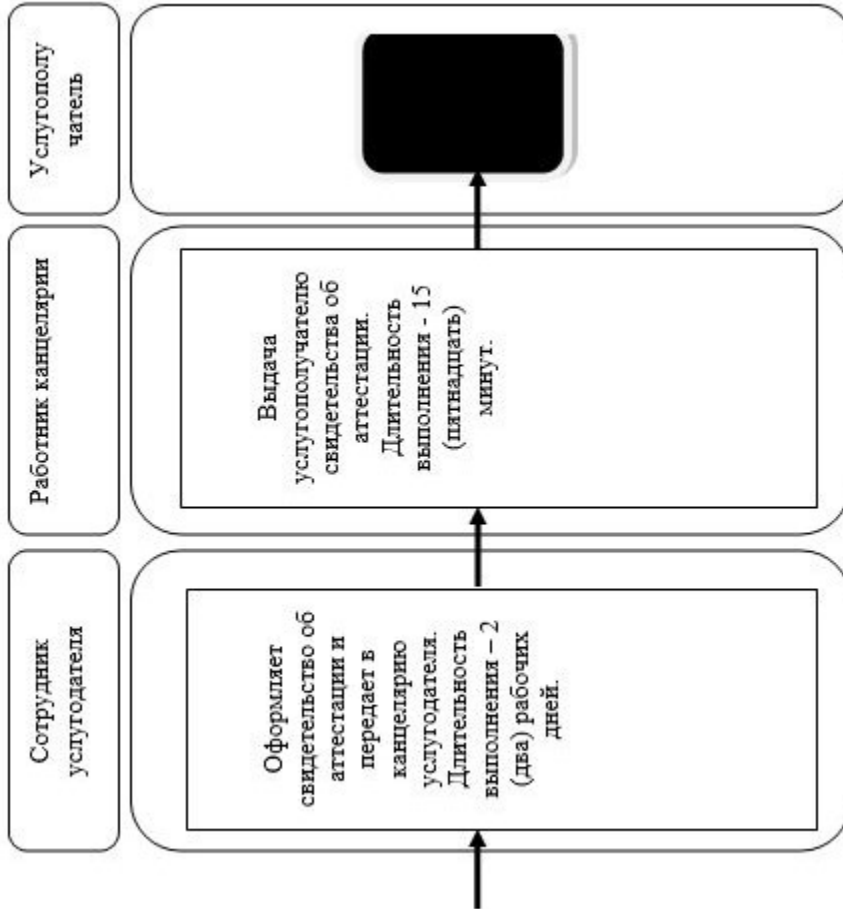 Сотрудник
услугодателя
Работник канцелярии
Услугополу
чатель
Оформляет
свидетельство об
аттестации и
передает в
канцелярию
услугодателя.
Длительность
выполнения – 2
(два) рабочих
дней.
Выдача
услугополучателю
свидетельства об
аттестации.
Длительность
выполнения - 15
(пятнадцать)
минут.